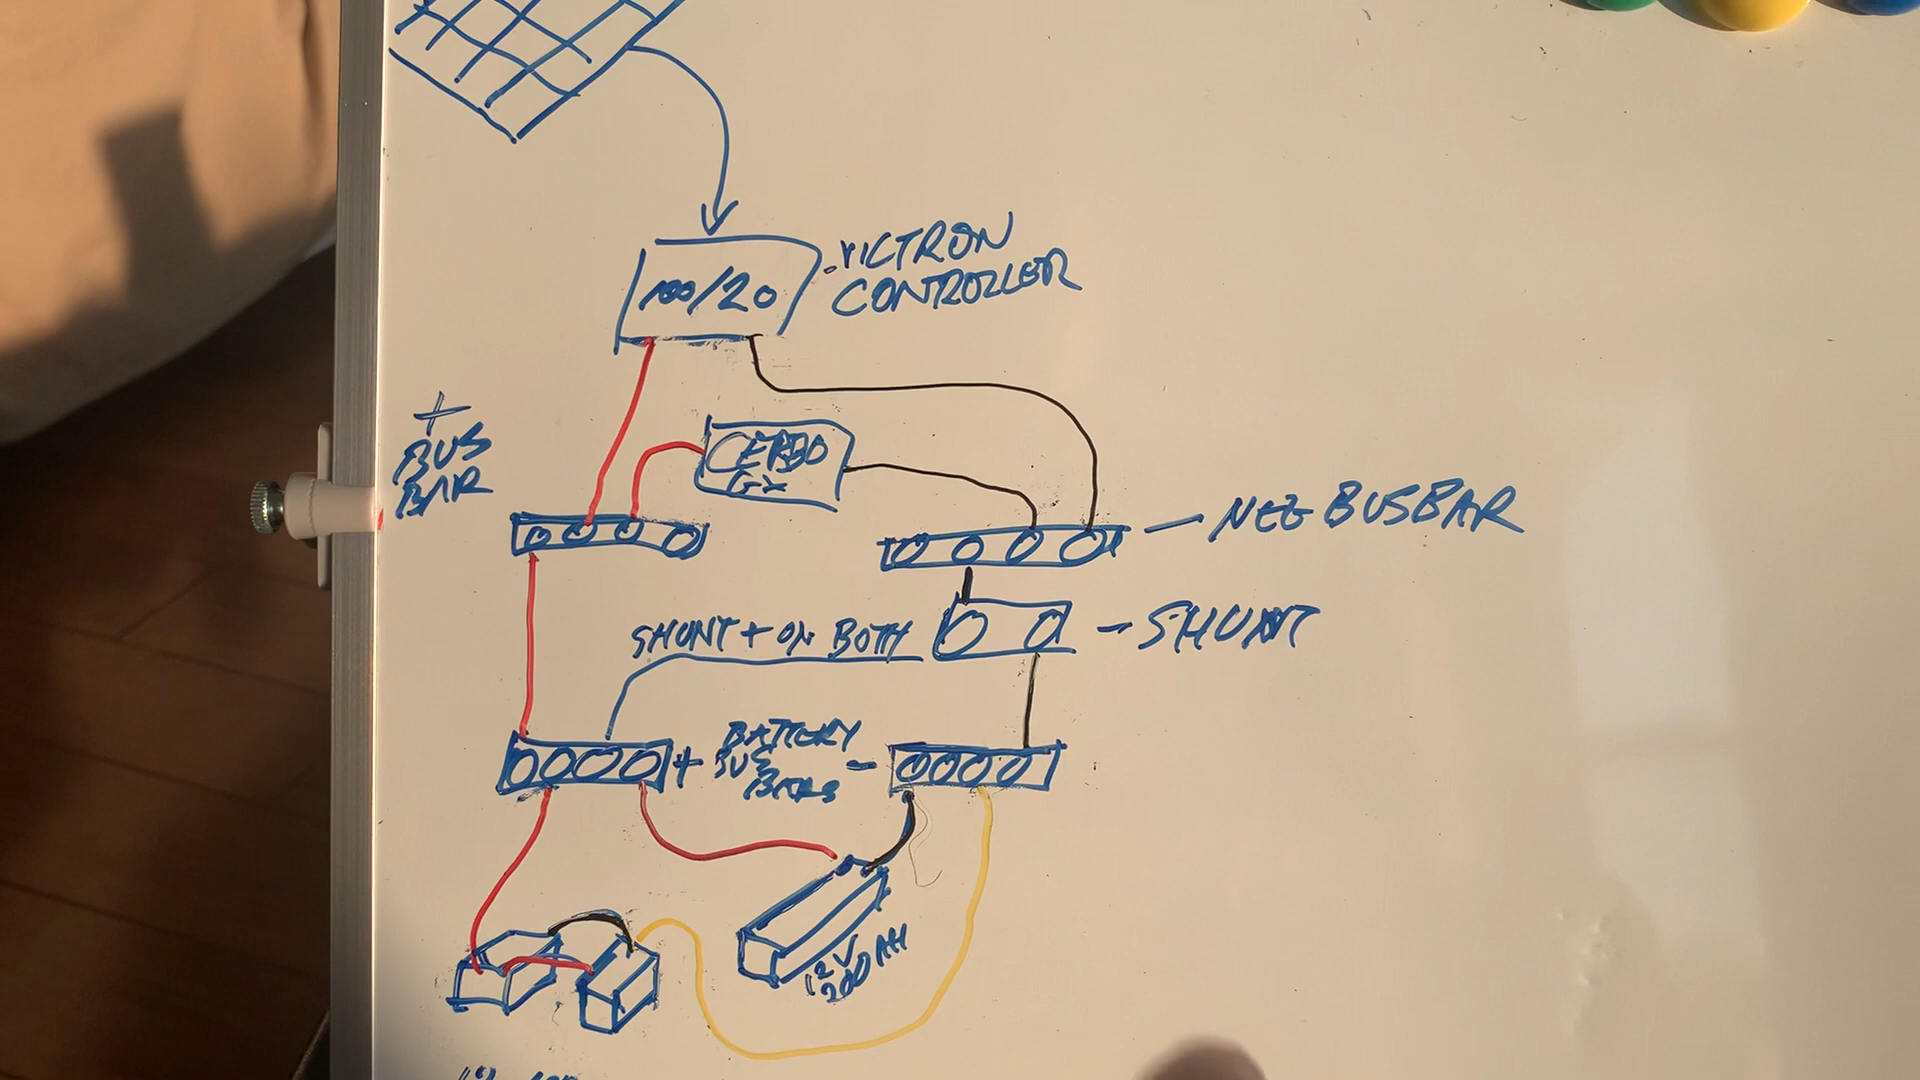 VICTRON
CONTROLLER
100/20
+
BUS
BAR
CERBO
GX
NEG BUSBAR
SHUNT + ON BOTH
- SHUNT
+ BATTERY -
BUS
BARS
12V
200AH